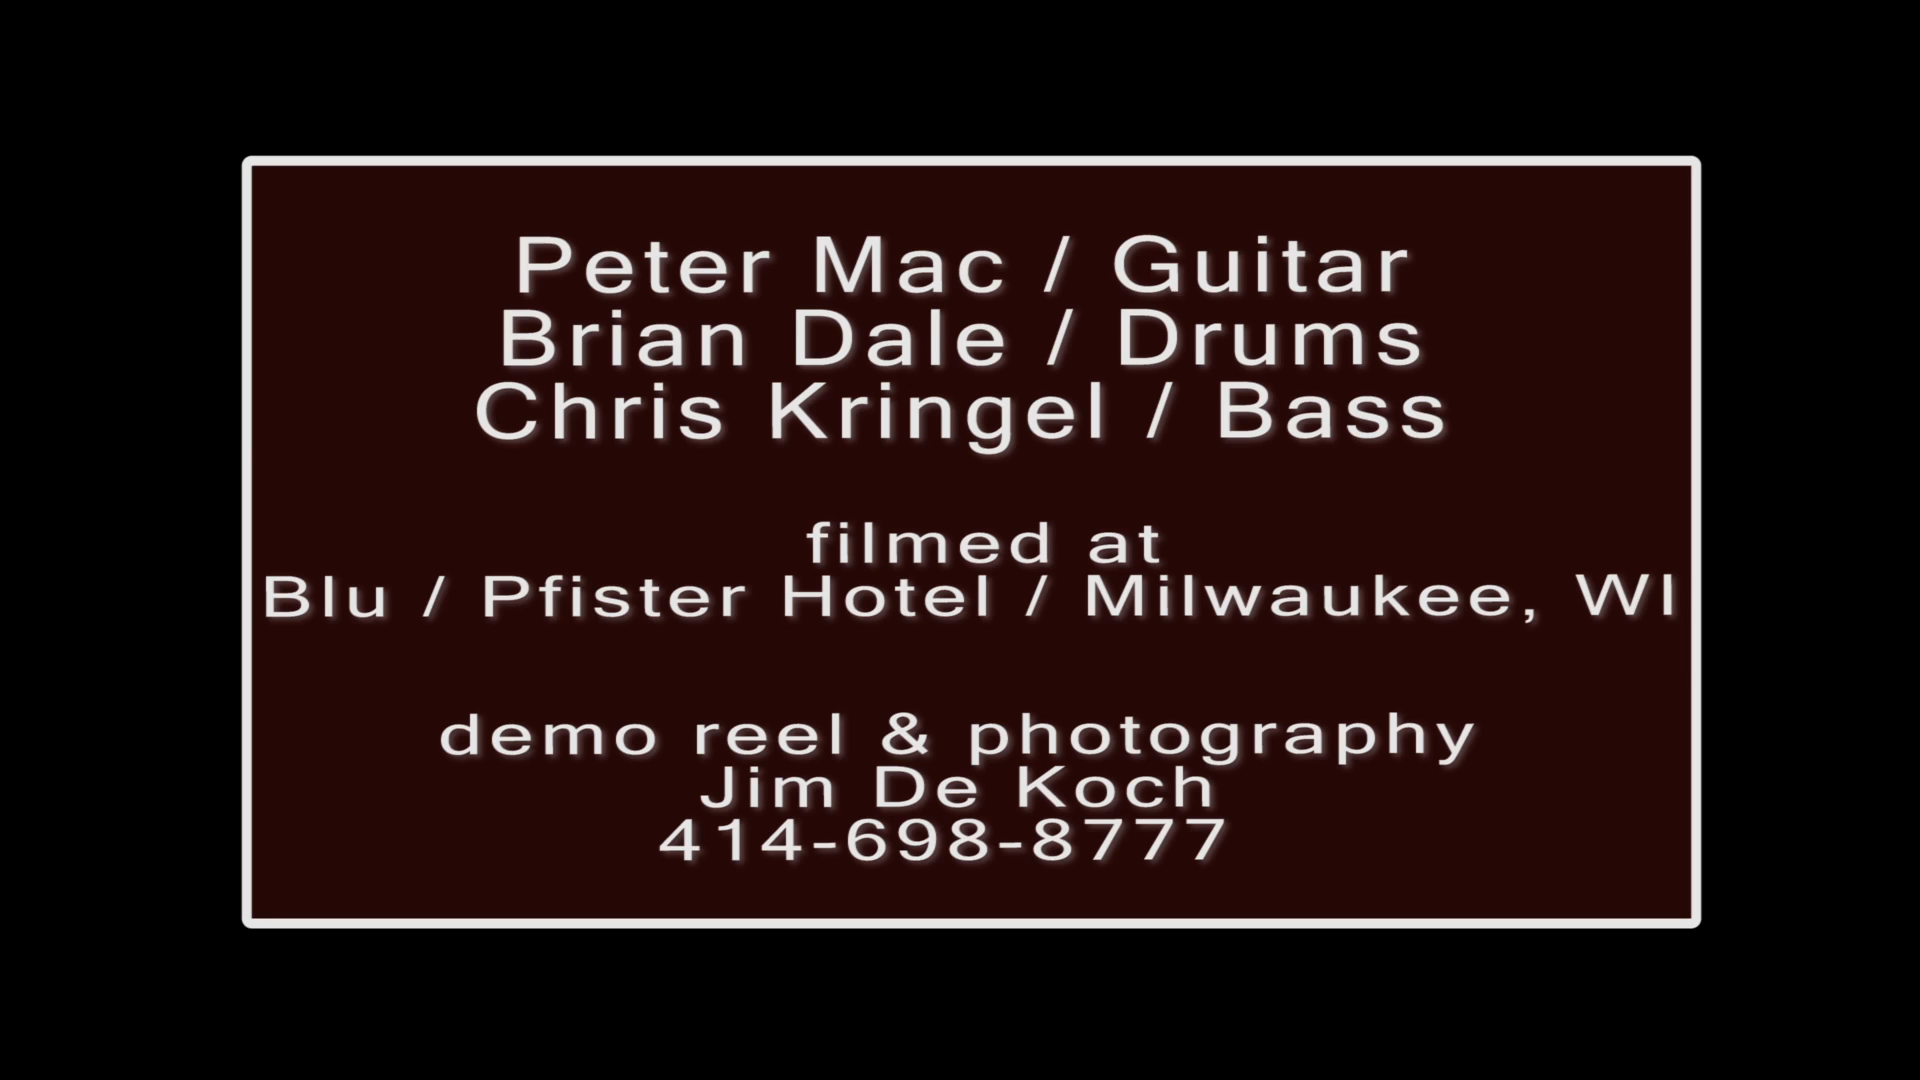 Peter Mac / Guitar
Brian Dale / Drums
Chris Kringel / Bass
filmed at
Blu / Pfister Hotel / Milwaukee, WI
demo reel & photography
Jim De Koch
414-698-8777